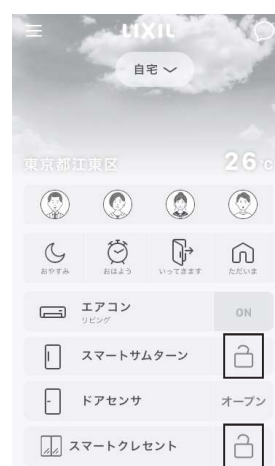 LIXIL
自宅
東京都江東区
26℃
おやすみ
おはよう
いってきます
ただいま
エアコン
リビング
ON
スマートサムターン
ドアセンサ
オープン
スマートクレセント